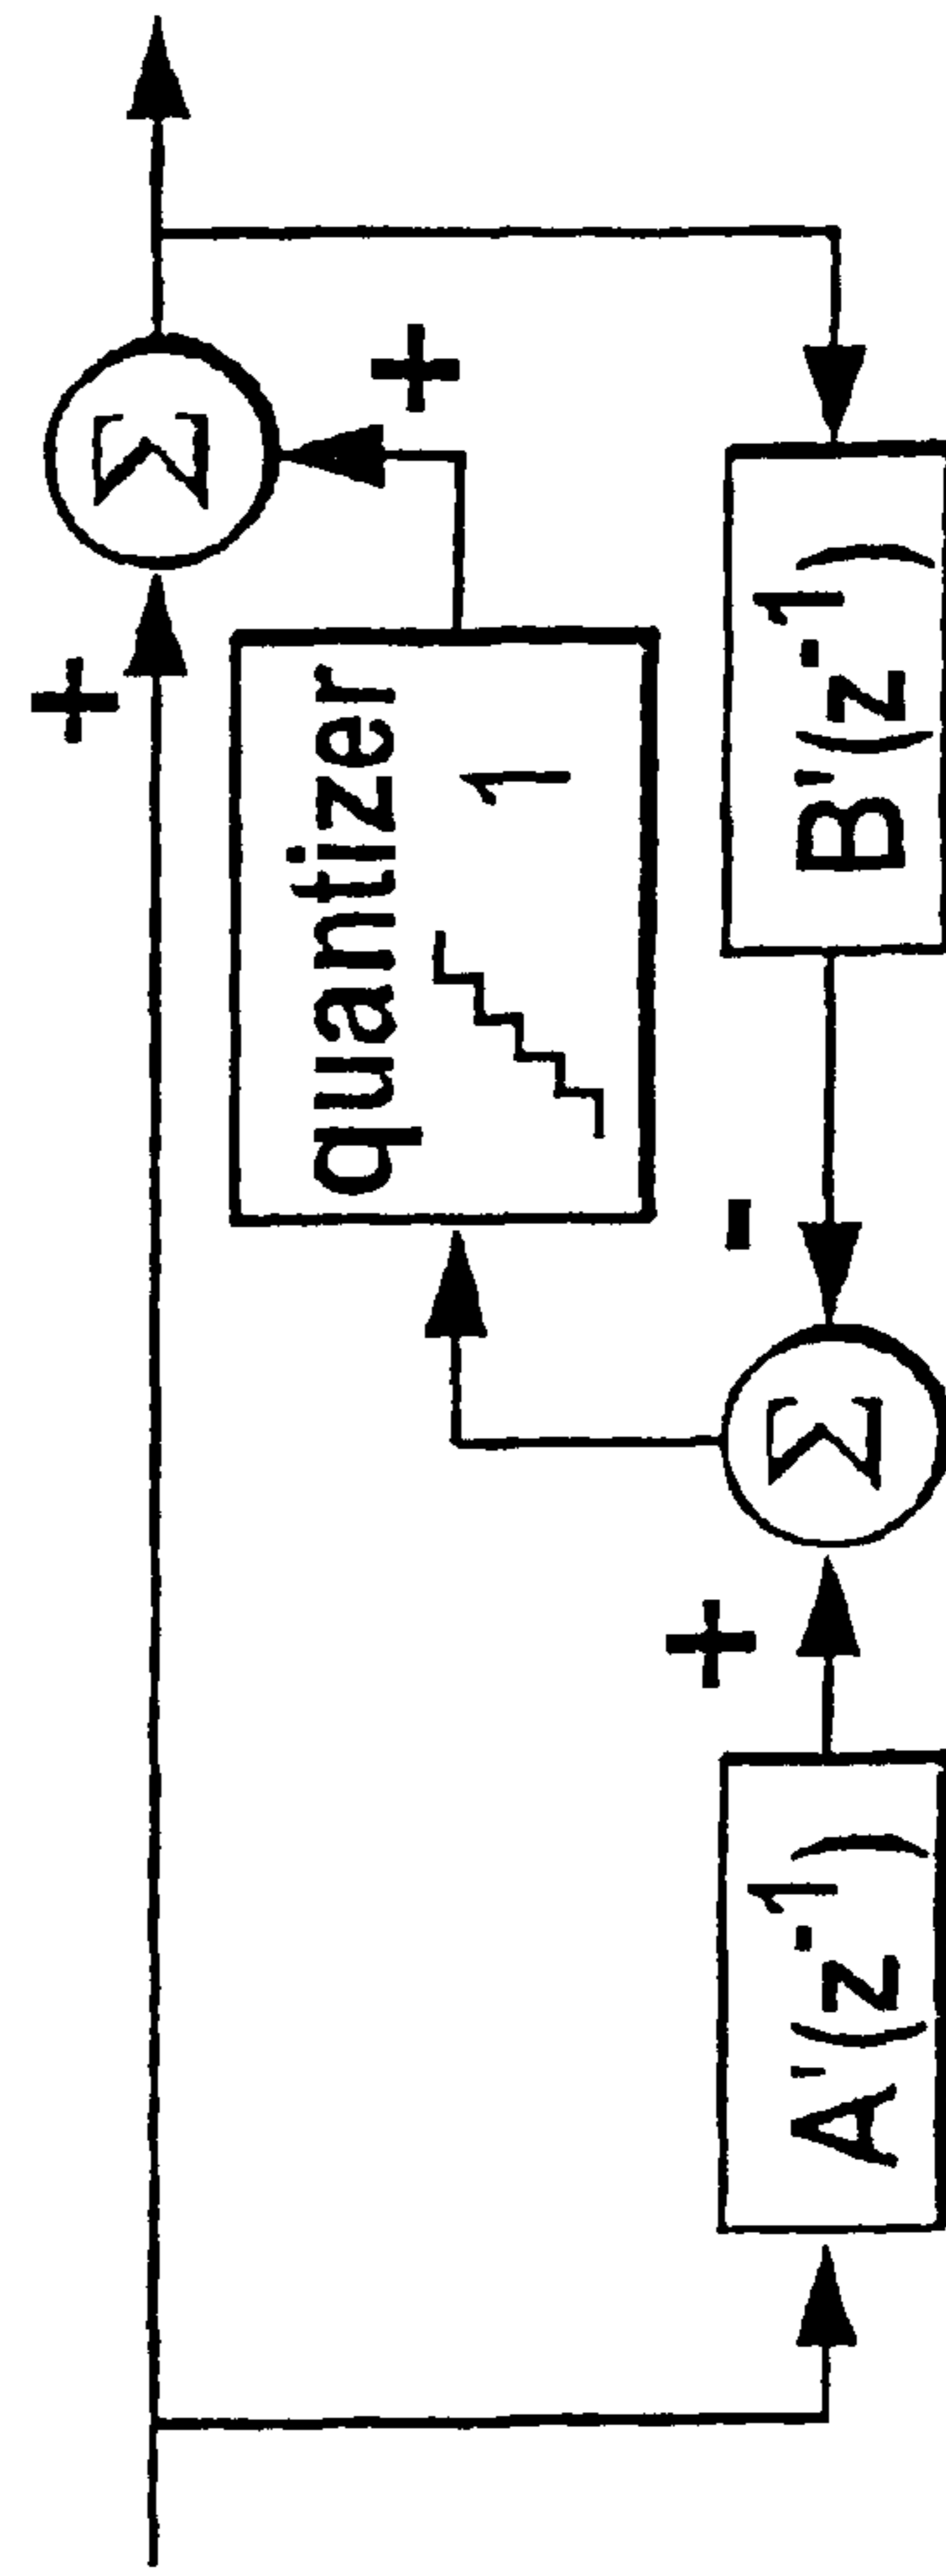 +
Σ
+
quantizer
1
-
+
Σ
A'(z⁻¹)
B'(z⁻¹)